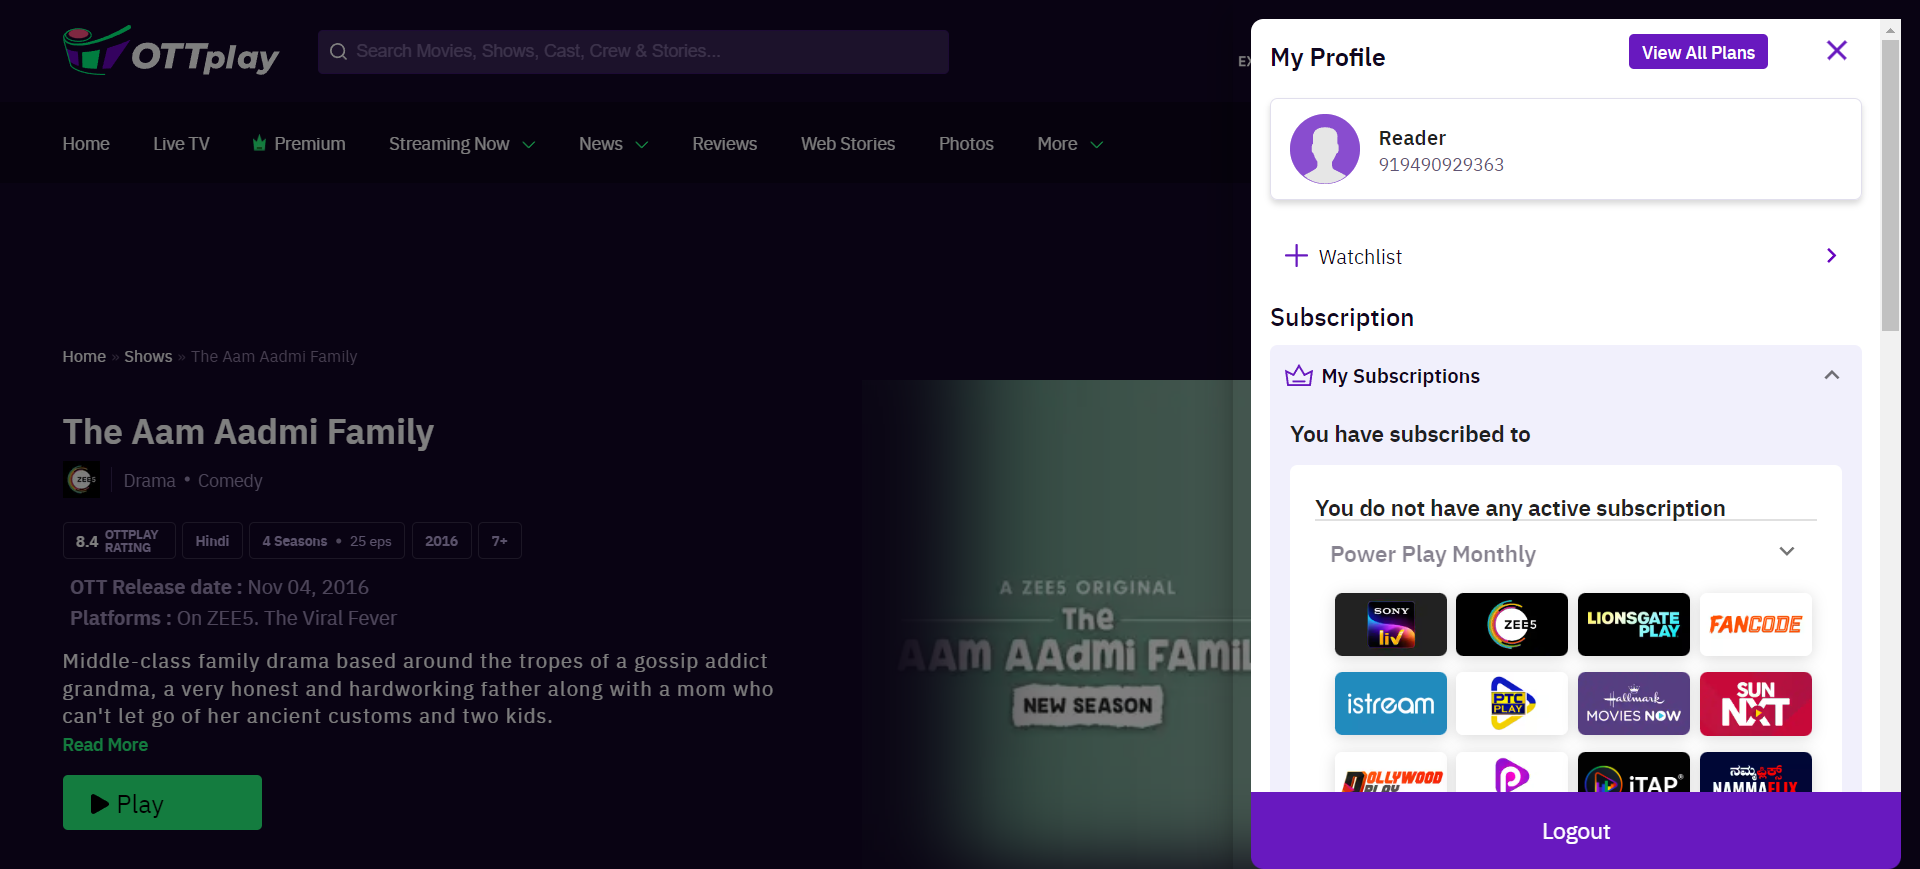 OTTplay
Search Movies, Shows, Cast, Crew & Stories...
EX
Home
Live TV
Premium
Streaming Now
News
Reviews
Web Stories
Photos
More
Home » Shows » The Aam Aadmi Family
The Aam Aadmi Family
ZEE5
Drama • Comedy
8.4 OTTPLAY RATING
Hindi
4 Seasons • 25 eps
2016
7+
OTT Release date : Nov 04, 2016
Platforms : On ZEE5. The Viral Fever
Middle-class family drama based around the tropes of a gossip addict
grandma, a very honest and hardworking father along with a mom who
can't let go of her ancient customs and two kids.
Read More
Play
A ZEE5 ORIGINAL
The
AAm AAdmi FAmil
NEW SEASON
My Profile
View All Plans
Reader
919490929363
Watchlist
Subscription
My Subscriptions
You have subscribed to
You do not have any active subscription
Power Play Monthly
SONY liv
ZEE5
LIONSGATE PLAY
FANCODE
istream
PTC PLAY
Hallmark MOVIES NOW
SUN NXT
DOLLYWOOD PLAY
iTAP
ನಮ್ಮ ಫ್ಲಿಕ್ಸ್
NAMMAFLIX
Logout